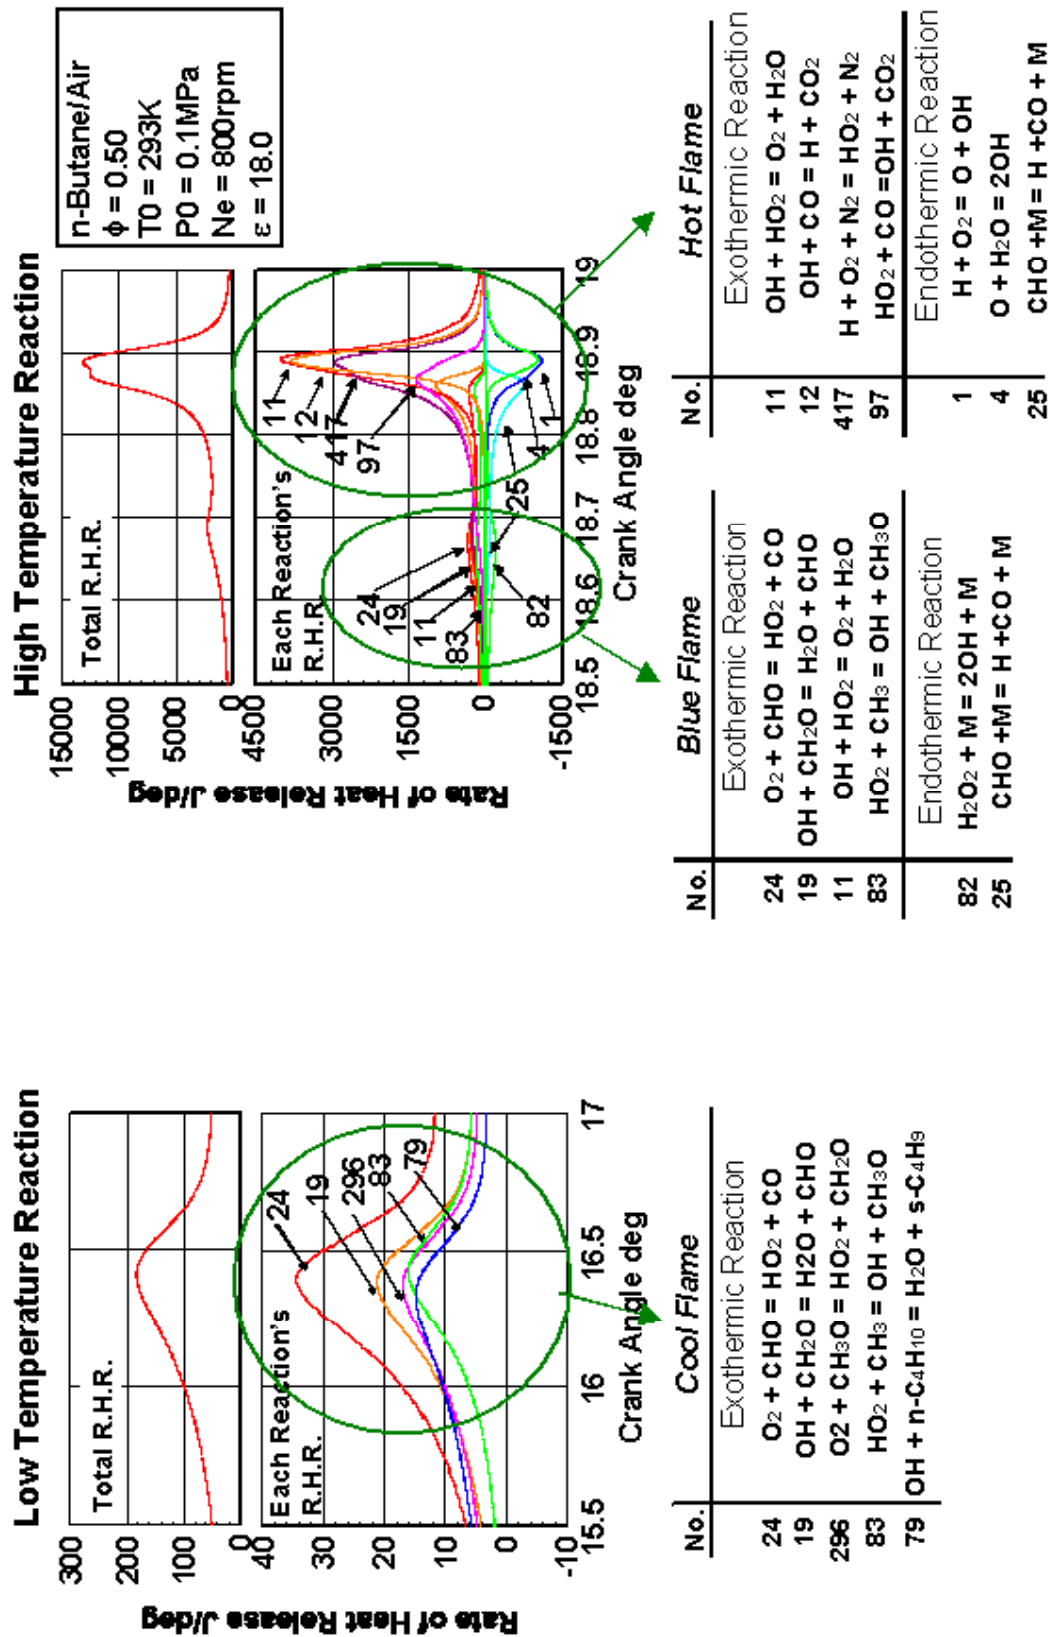 Low Temperature Reaction
Rate of Heat Release J/deg
300
200
100
0
Total R.H.R.
40
30
20
10
0
-10
Each Reaction's
R.H.R.
24
19
296
83
79
15.5
16
16.5
17
Crank Angle deg
Cool Flame
No.
Exothermic Reaction
24 O2 + CHO = HO2 + CO
19 OH + CH2O = H2O + CHO
296 O2 + CH3O = HO2 + CH2O
83 HO2 + CH3 = OH + CH3O
79 OH + n-C4H10 = H2O + s-C4H9
High Temperature Reaction
Rate of Heat Release J/deg
15000
10000
5000
0
Total R.H.R.
n-Butane/Air
ϕ = 0.50
T0 = 293K
P0 = 0.1MPa
Ne = 800rpm
ε = 18.0
4500
3000
1500
0
-1500
Each Reaction's
R.H.R.
24
19
11
83
82
25
11
12
417
97
4
1
18.5
18.6
18.7
18.8
18.9
19
Crank Angle deg
Blue Flame
No.
Exothermic Reaction
24 O2 + CHO = HO2 + CO
19 OH + CH2O = H2O + CHO
11 OH + HO2 = O2 + H2O
83 HO2 + CH3 = OH + CH3O
Endothermic Reaction
82 H2O2 + M = 2OH + M
25 CHO +M = H +CO + M
Hot Flame
No.
Exothermic Reaction
11 OH + HO2 = O2 + H2O
12 OH + CO = H + CO2
417 H + O2 + N2 = HO2 + N2
97 HO2 + CO =OH + CO2
Endothermic Reaction
1 H + O2 = O + OH
4 O + H2O = 2OH
25 CHO +M = H +CO + M